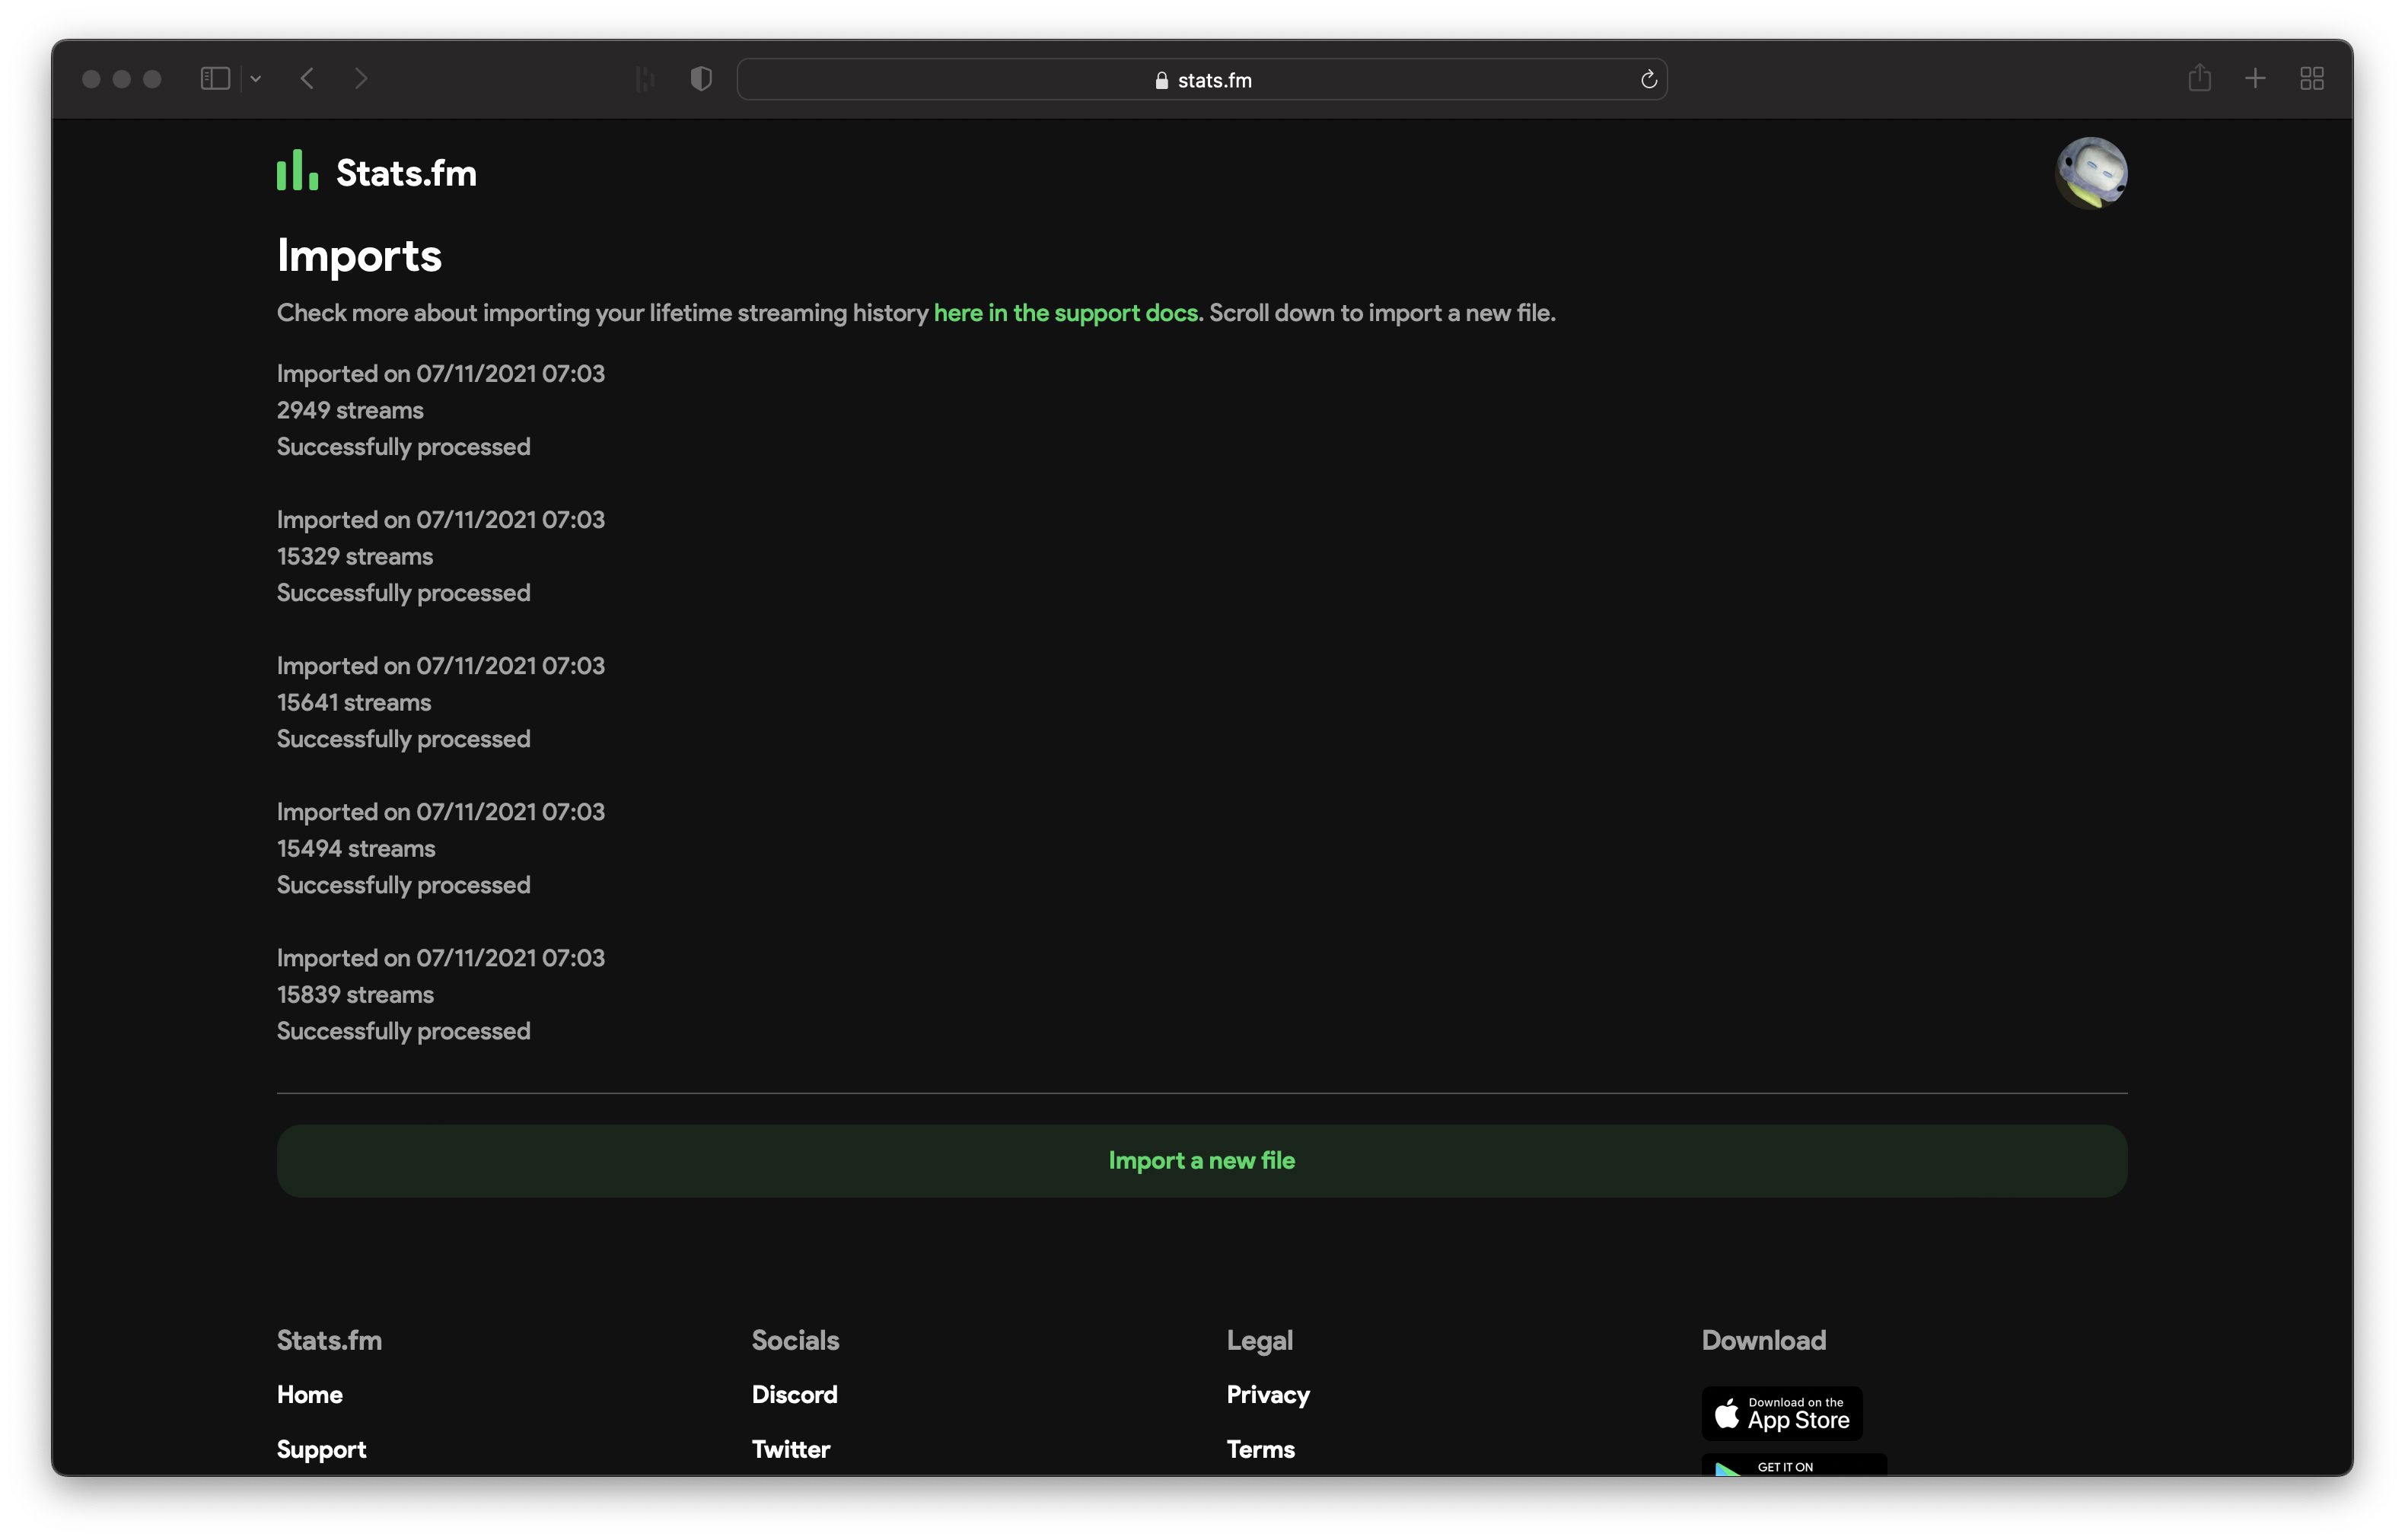 stats.fm
Stats.fm
Imports
Check more about importing your lifetime streaming history here in the support docs. Scroll down to import a new file.
Imported on 07/11/2021 07:03
2949 streams
Successfully processed
Imported on 07/11/2021 07:03
15329 streams
Successfully processed
Imported on 07/11/2021 07:03
15641 streams
Successfully processed
Imported on 07/11/2021 07:03
15494 streams
Successfully processed
Imported on 07/11/2021 07:03
15839 streams
Successfully processed
Import a new file
Stats.fm
Home
Support
Socials
Discord
Twitter
Legal
Privacy
Terms
Download
Download on the
App Store
GET IT ON